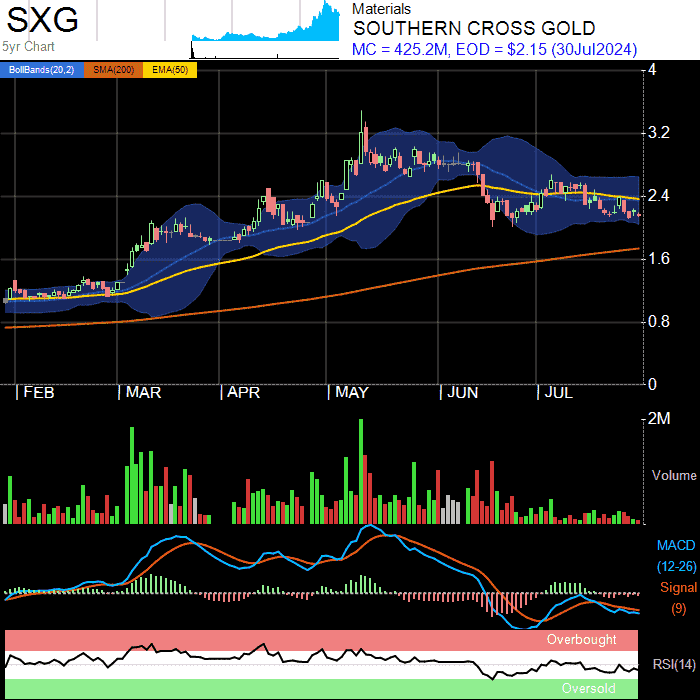 SXG
5yr Chart
Materials
SOUTHERN CROSS GOLD
MC = 425.2M, EOD = $2.15 (30Jul2024)
BollBands(20,2) SMA(200) EMA(50)
4
3.2
2.4
1.6
0.8
0
FEB MAR APR MAY JUN JUL
2M
Volume
MACD
(12-26)
Signal
(9)
Overbought
RSI(14)
Oversold